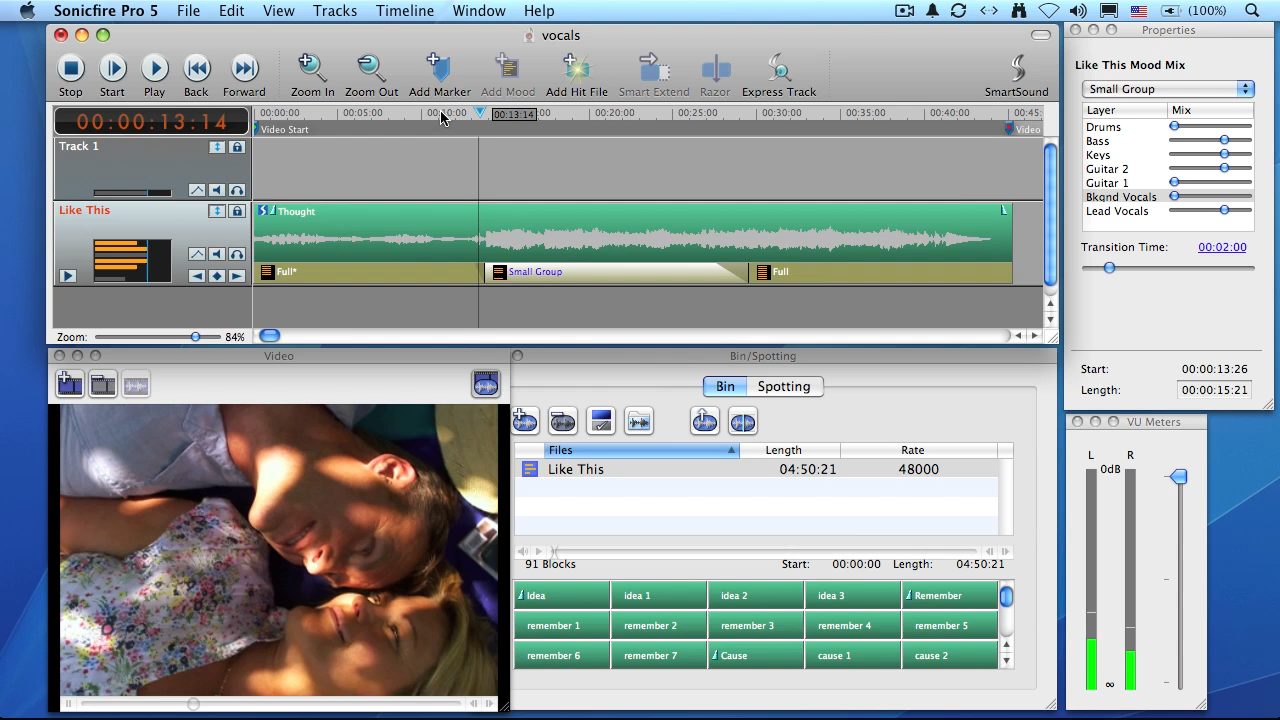 Sonicfire Pro 5 File Edit View Tracks Timeline Window Help (100%)
vocals
Properties
Stop Start Play Back Forward Zoom In Zoom Out Add Marker Add Mood Add Hit File Smart Extend Razor Express Track SmartSound
Like This Mood Mix
Small Group
Layer Mix
Drums
Bass
Keys
Guitar 2
Guitar 1
Bkgnd Vocals
Lead Vocals
Transition Time: 00:02:00
Start: 00:00:13:26
Length: 00:00:15:21
00:00:13:14
00:00:00 00:05:00 00:10:00 00:13:14 :00 00:20:00 00:25:00 00:30:00 00:35:00 00:40:00 00:45:
Video Start Video
Track 1
Like This
Thought
Full* Small Group Full
Zoom: 84%
Video
Bin/Spotting
Bin Spotting
Files Length Rate
Like This 04:50:21 48000
91 Blocks Start: 00:00:00 Length: 04:50:21
Idea idea 1 idea 2 idea 3 Remember
remember 1 remember 2 remember 3 remember 4 remember 5
remember 6 remember 7 Cause cause 1 cause 2
VU Meters
L R
0dB
∞